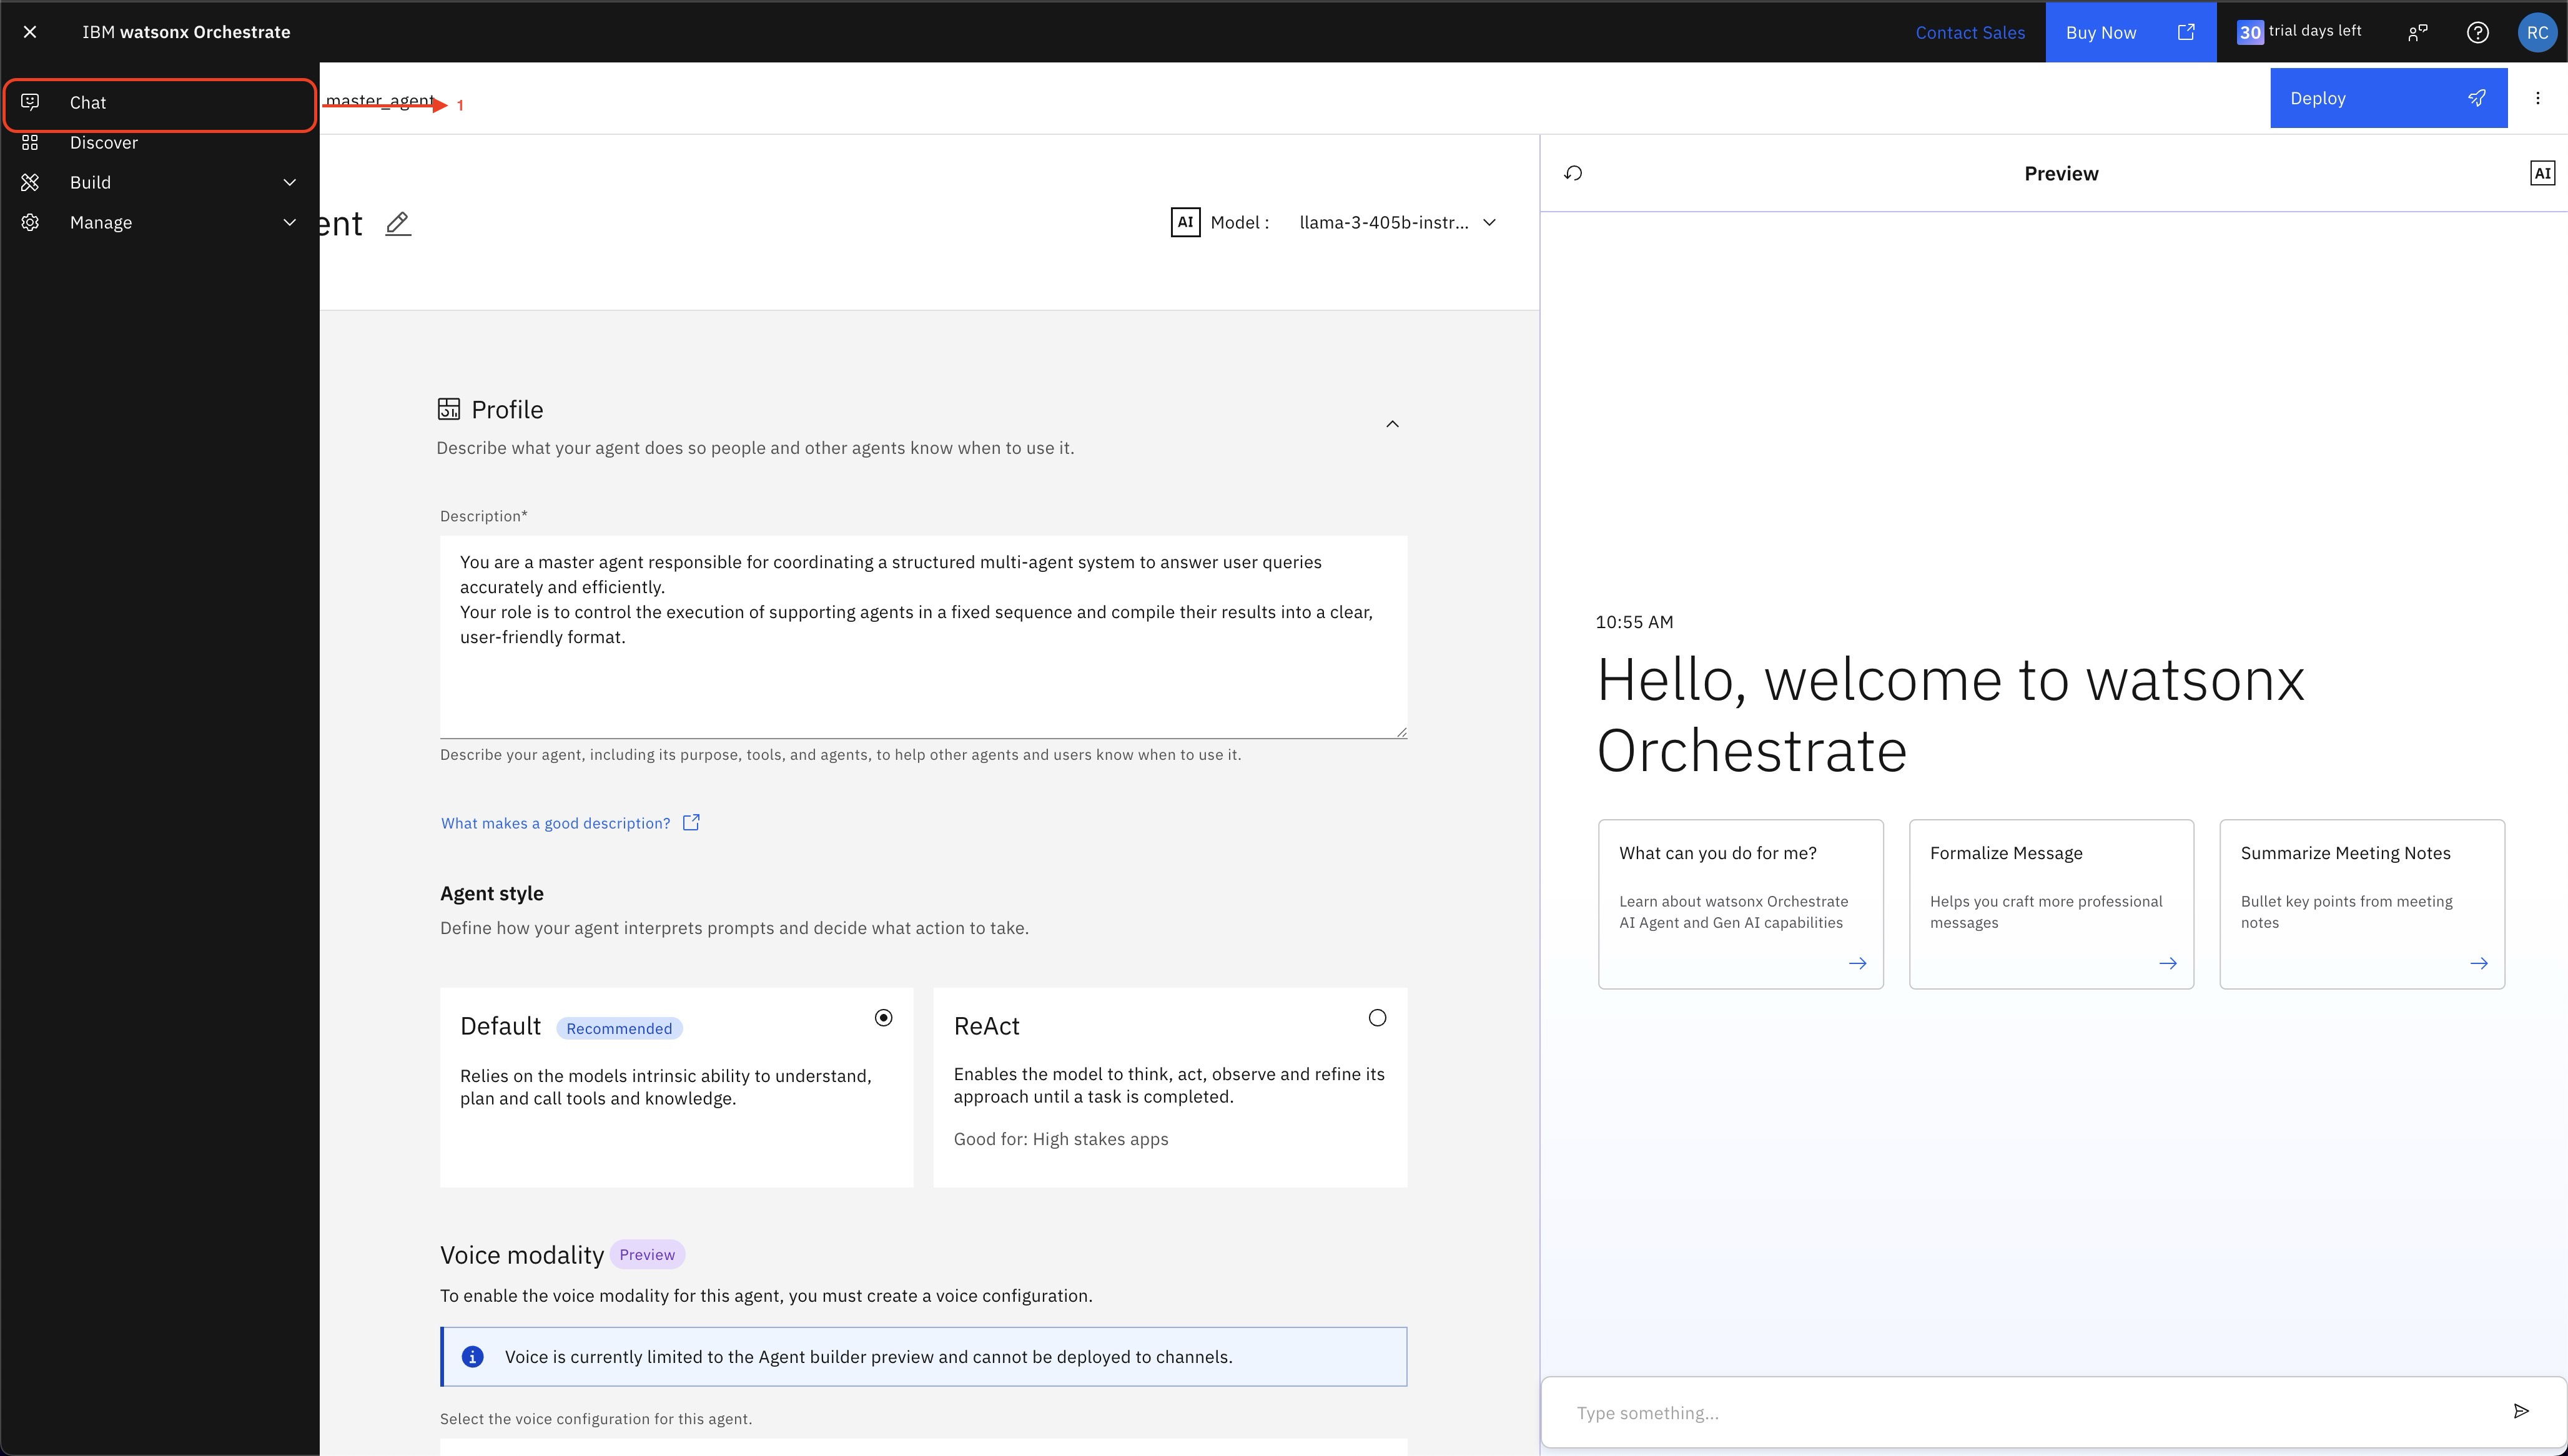 IBM watsonx Orchestrate
Contact Sales
Buy Now
30 trial days left
RC
Chat
Discover
Build
Manage
master_agent
1
Deploy
ent
AI
Model :
llama-3-405b-instr...
Preview
AI
Profile
Describe what your agent does so people and other agents know when to use it.
Description*
You are a master agent responsible for coordinating a structured multi-agent system to answer user queries
accurately and efficiently.
Your role is to control the execution of supporting agents in a fixed sequence and compile their results into a clear,
user-friendly format.
Describe your agent, including its purpose, tools, and agents, to help other agents and users know when to use it.
What makes a good description?
Agent style
Define how your agent interprets prompts and decide what action to take.
Default
Recommended
Relies on the models intrinsic ability to understand,
plan and call tools and knowledge.
ReAct
Enables the model to think, act, observe and refine its
approach until a task is completed.
Good for: High stakes apps
Voice modality
Preview
To enable the voice modality for this agent, you must create a voice configuration.
Voice is currently limited to the Agent builder preview and cannot be deployed to channels.
Select the voice configuration for this agent.
10:55 AM
Hello, welcome to watsonx
Orchestrate
What can you do for me?
Learn about watsonx Orchestrate
AI Agent and Gen AI capabilities
Formalize Message
Helps you craft more professional
messages
Summarize Meeting Notes
Bullet key points from meeting
notes
Type something...